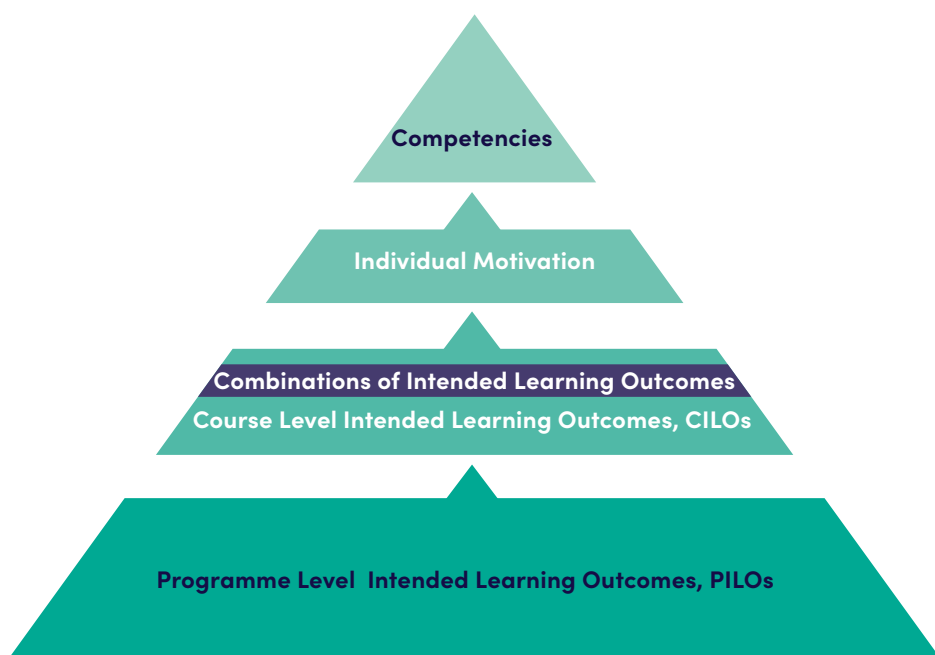 Competencies
Individual Motivation
Combinations of Intended Learning Outcomes
Course Level Intended Learning Outcomes, CILOs
Programme Level Intended Learning Outcomes, PILOs